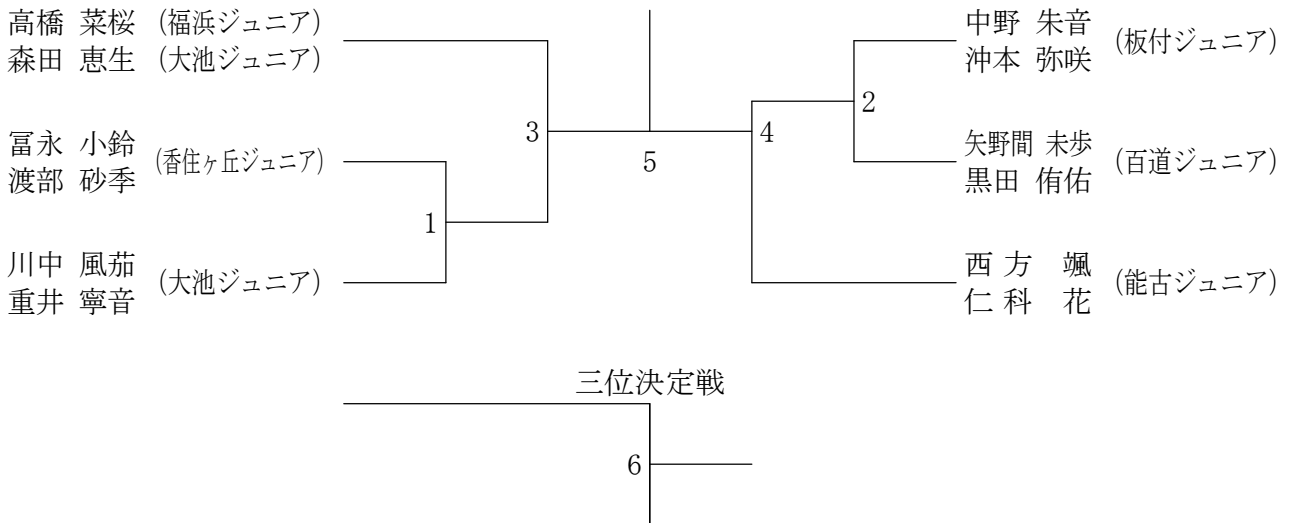 高橋 菜桜 (福浜ジュニア)
森田 恵生 (大池ジュニア)
冨永 小鈴
渡部 砂季
(香住ヶ丘ジュニア)
川中 風茄
重井 寧音
(大池ジュニア)
1
3
5
4
2
中野 朱音
沖本 弥咲
(板付ジュニア)
矢野間 未歩
黒田 侑佑
(百道ジュニア)
西方 颯
仁科 花
(能古ジュニア)
三位決定戦
6